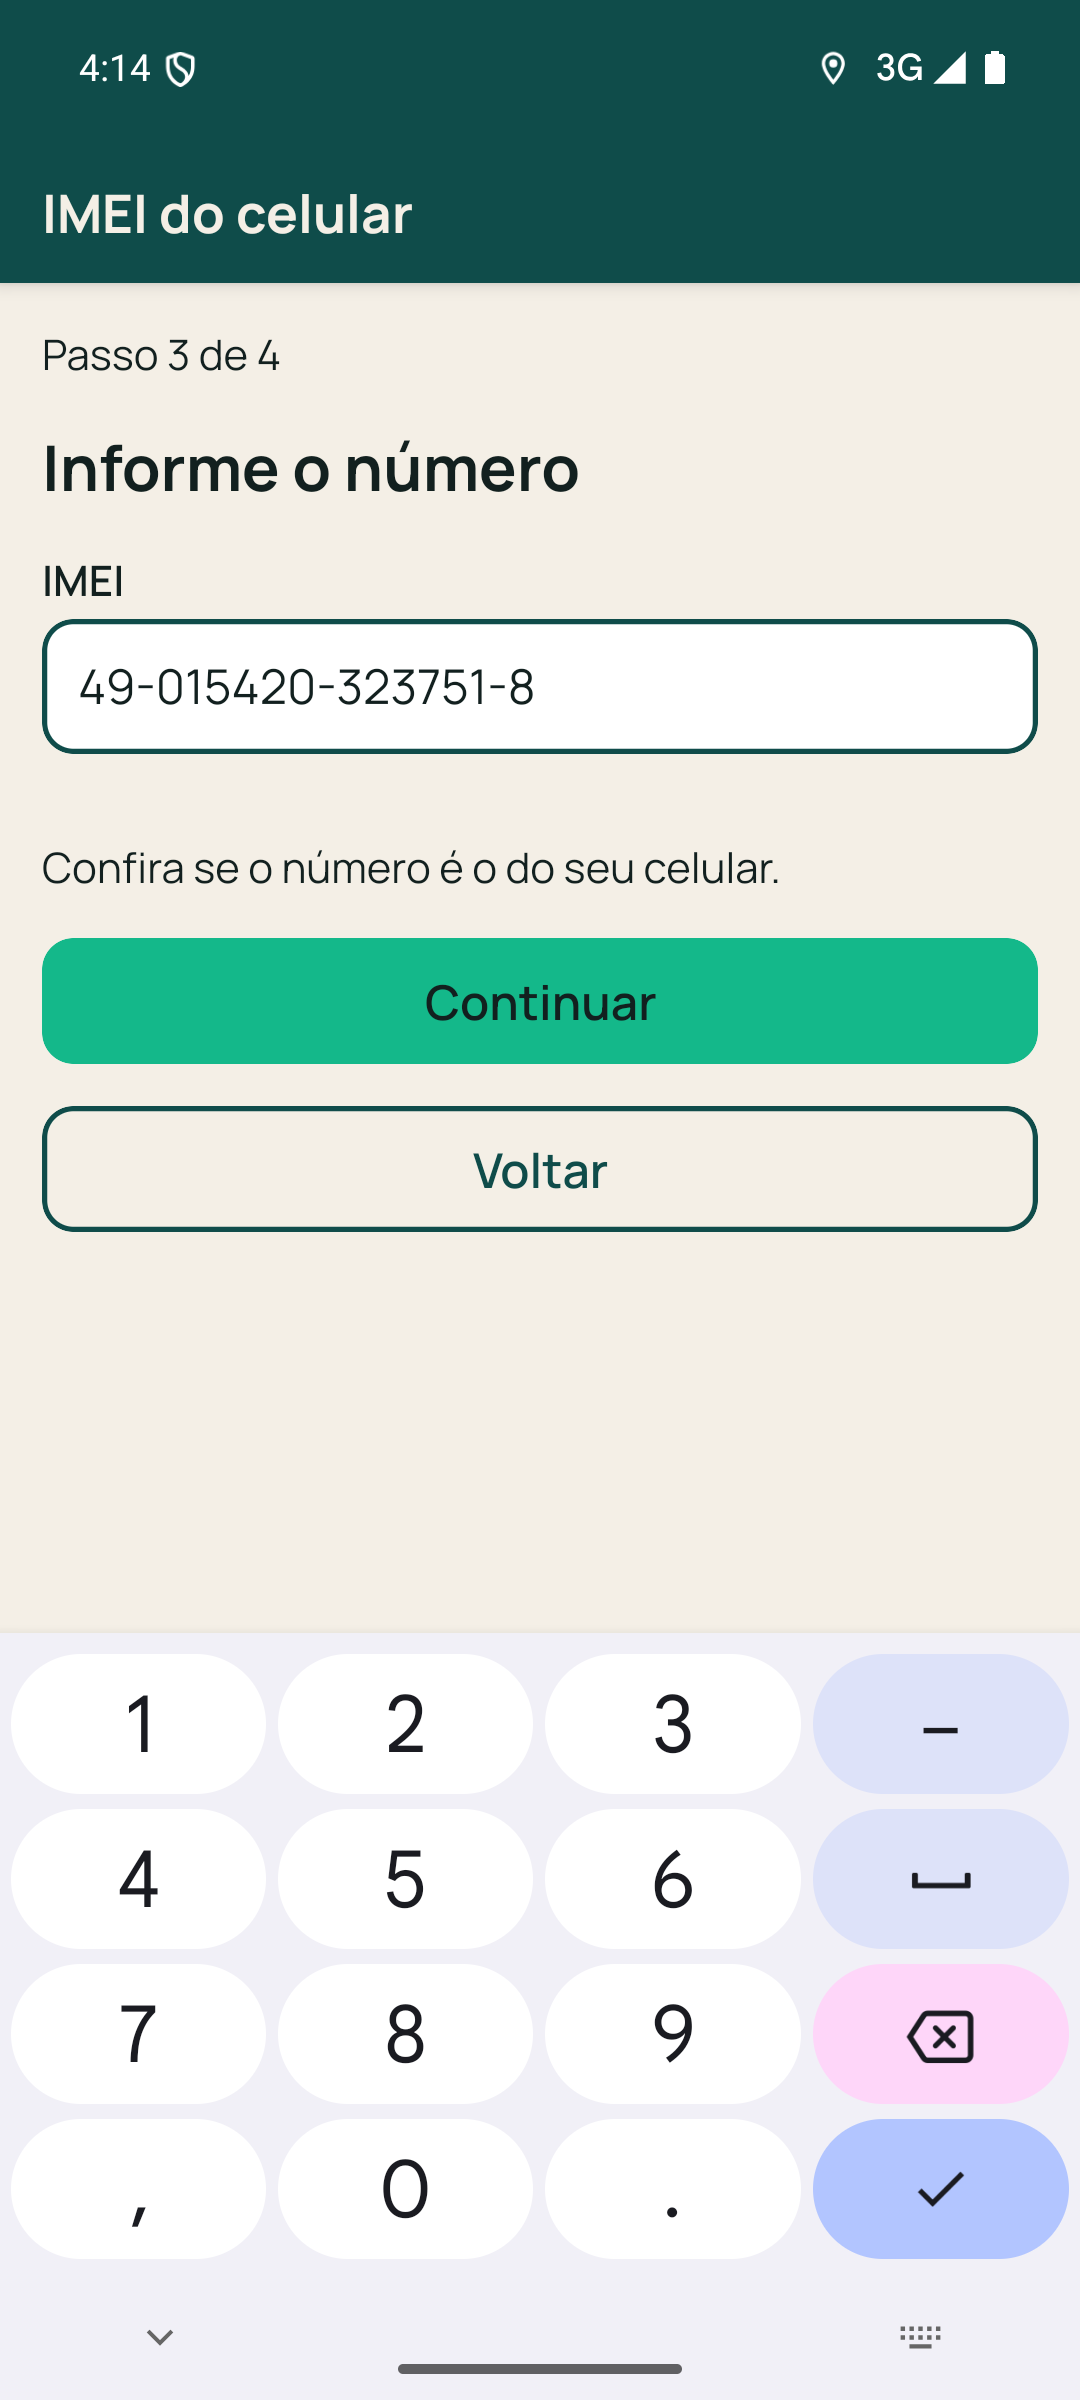 4:14 3G
IMEI do celular
Passo 3 de 4
Informe o número
IMEI
49-015420-323751-8
Confira se o número é o do seu celular.
Continuar
Voltar
1 2 3 –
4 5 6
7 8 9
, 0 .